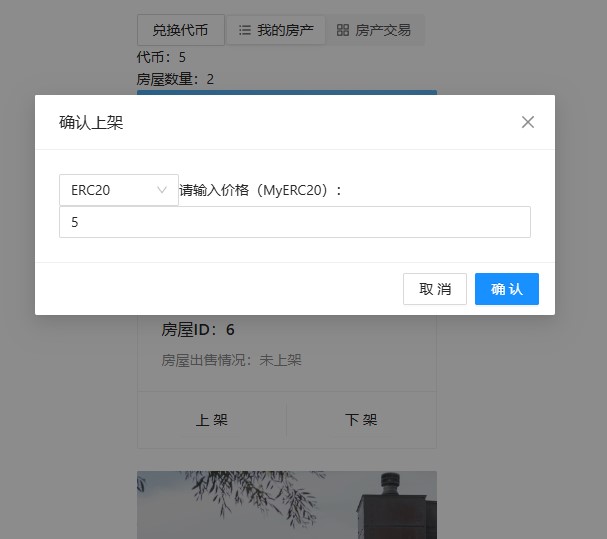 兑换代币 我的房产 房产交易
代币：5
房屋数量：2
确认上架
ERC20 请输入价格（MyERC20）：
5
取 消 确 认
房屋ID：6
房屋出售情况：未上架
上 架 下 架